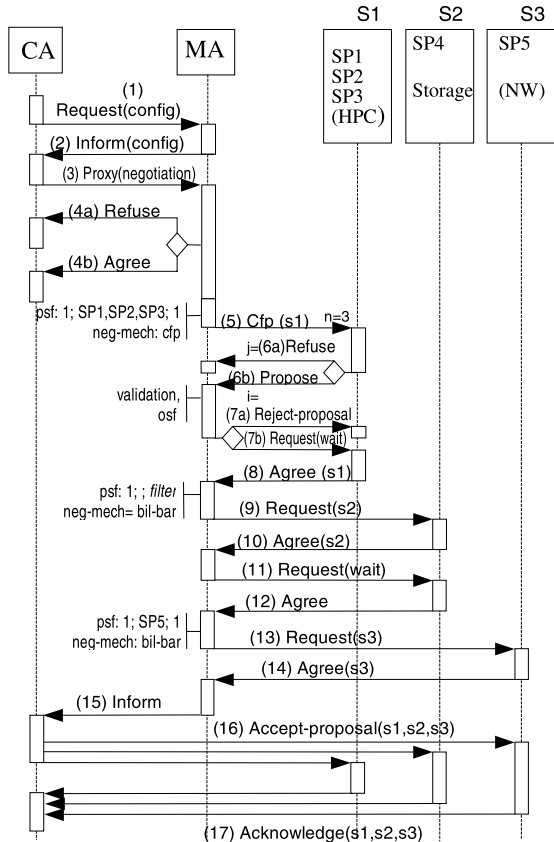 S1 S2 S3
CA MA SP1 SP4 SP5
SP2
SP3 Storage (NW)
(HPC)
(1)
Request(config)
(2) Inform(config)
(3) Proxy(negotiation)
(4a) Refuse
(4b) Agree
psf: 1; SP1,SP2,SP3; 1
neg-mech: cfp
(5) Cfp (s1) n=3
j=(6a)Refuse
(6b) Propose
validation,
osf
i=
(7a) Reject-proposal
(7b) Request(wait)
(8) Agree (s1)
psf: 1; ; filter
neg-mech= bil-bar
(9) Request(s2)
(10) Agree(s2)
(11) Request(wait)
(12) Agree
psf: 1; SP5; 1
neg-mech: bil-bar
(13) Request(s3)
(14) Agree(s3)
(15) Inform
(16) Accept-proposal(s1,s2,s3)
(17) Acknowledge(s1,s2,s3)